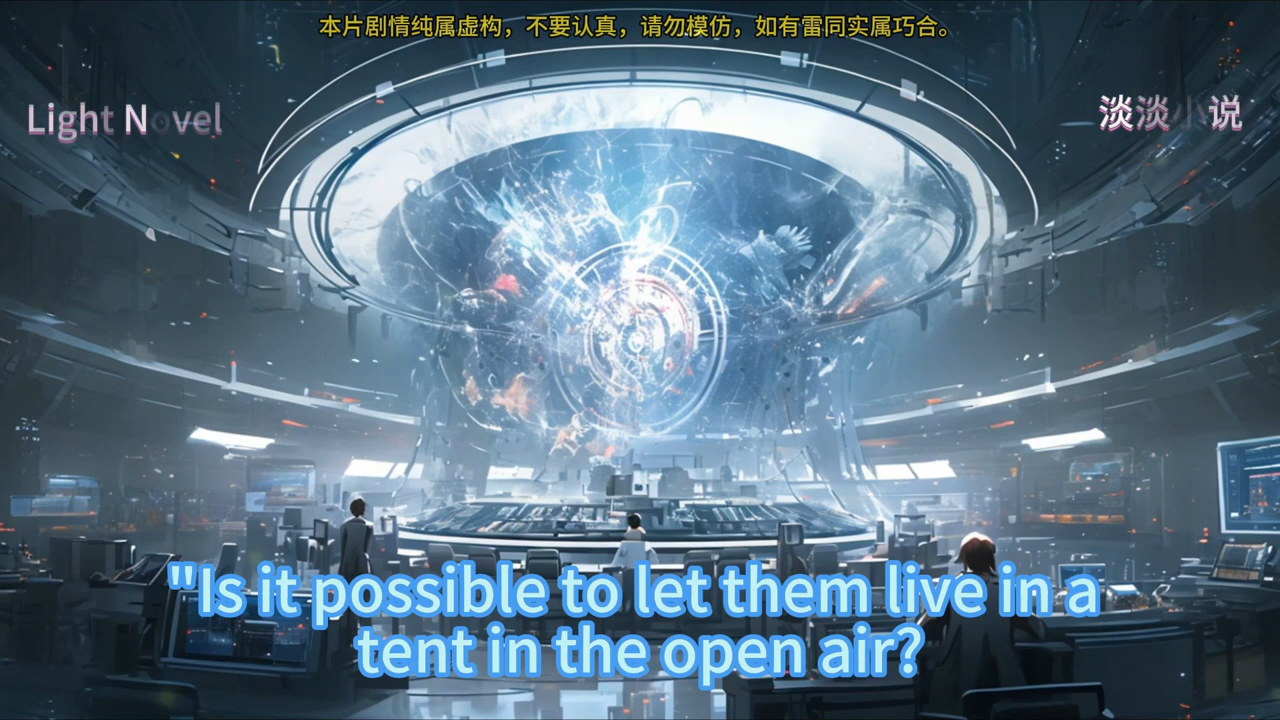 本片剧情纯属虚构，不要认真，请勿模仿，如有雷同实属巧合。
Light Novel
淡淡小说
"Is it possible to let them live in a
tent in the open air?